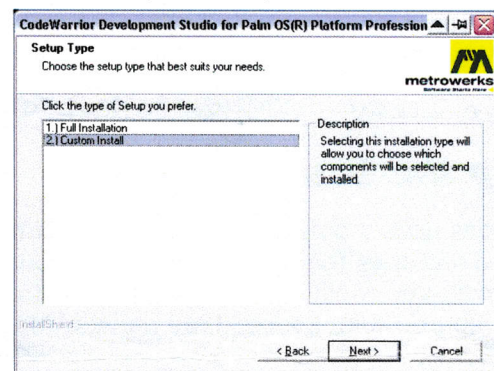 CodeWarrior Development Studio for Palm OS(R) Platform Profession
Setup Type
Choose the setup type that best suits your needs.
metrowerks
Software Starts Here
Click the type of Setup you prefer.
1.) Full Installation
2.) Custom Install
Description
Selecting this installation type will
allow you to choose which
components will be selected and
installed.
InstallShield
< Back
Next >
Cancel